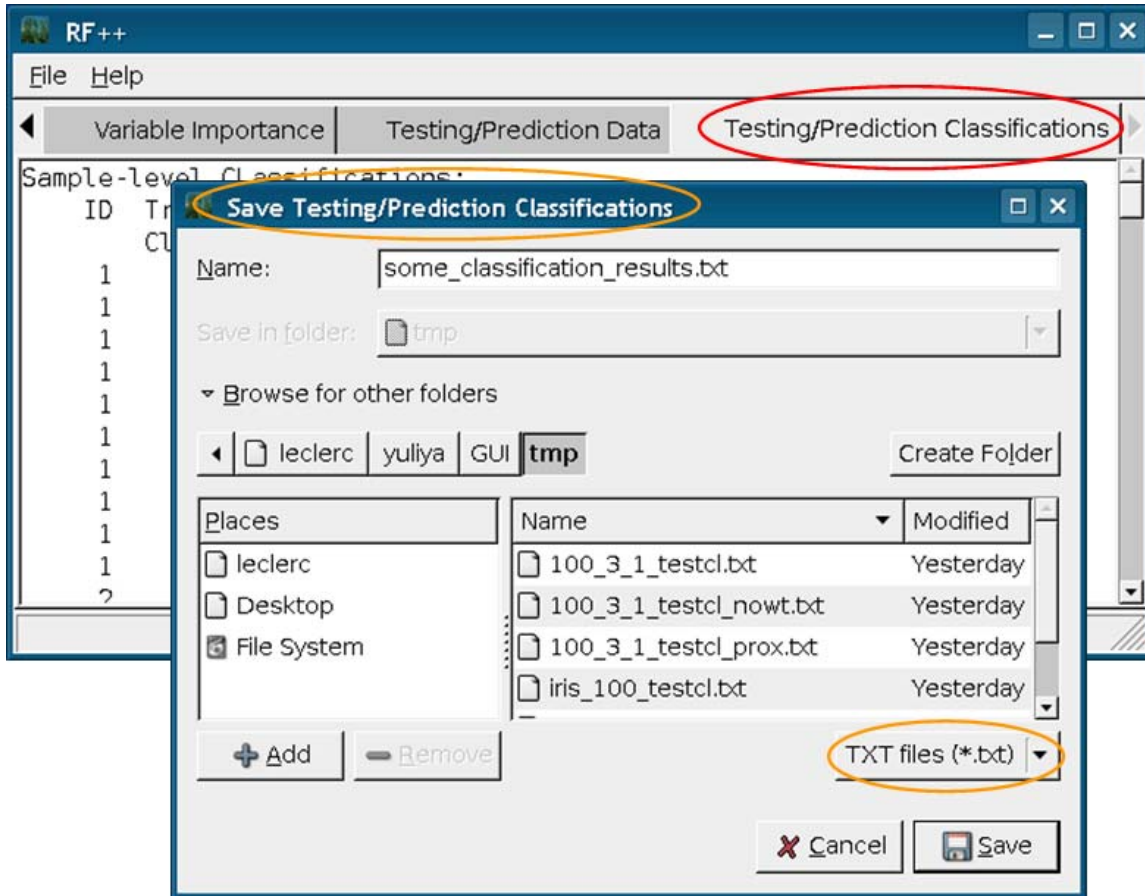 RF++
File Help
Variable Importance Testing/Prediction Data Testing/Prediction Classifications
Sample-level CLassifications:
ID
1
1
1
1
1
1
1
1
1
1
Save Testing/Prediction Classifications
Name: some_classification_results.txt
Save in folder: tmp
Browse for other folders
leclerc yuliya GUI tmp Create Folder
Places
leclerc
Desktop
File System
Name Modified
100_3_1_testcl.txt Yesterday
100_3_1_testcl_nowt.txt Yesterday
100_3_1_testcl_prox.txt Yesterday
iris_100_testcl.txt Yesterday
Add Remove TXT files (*.txt)
Cancel Save